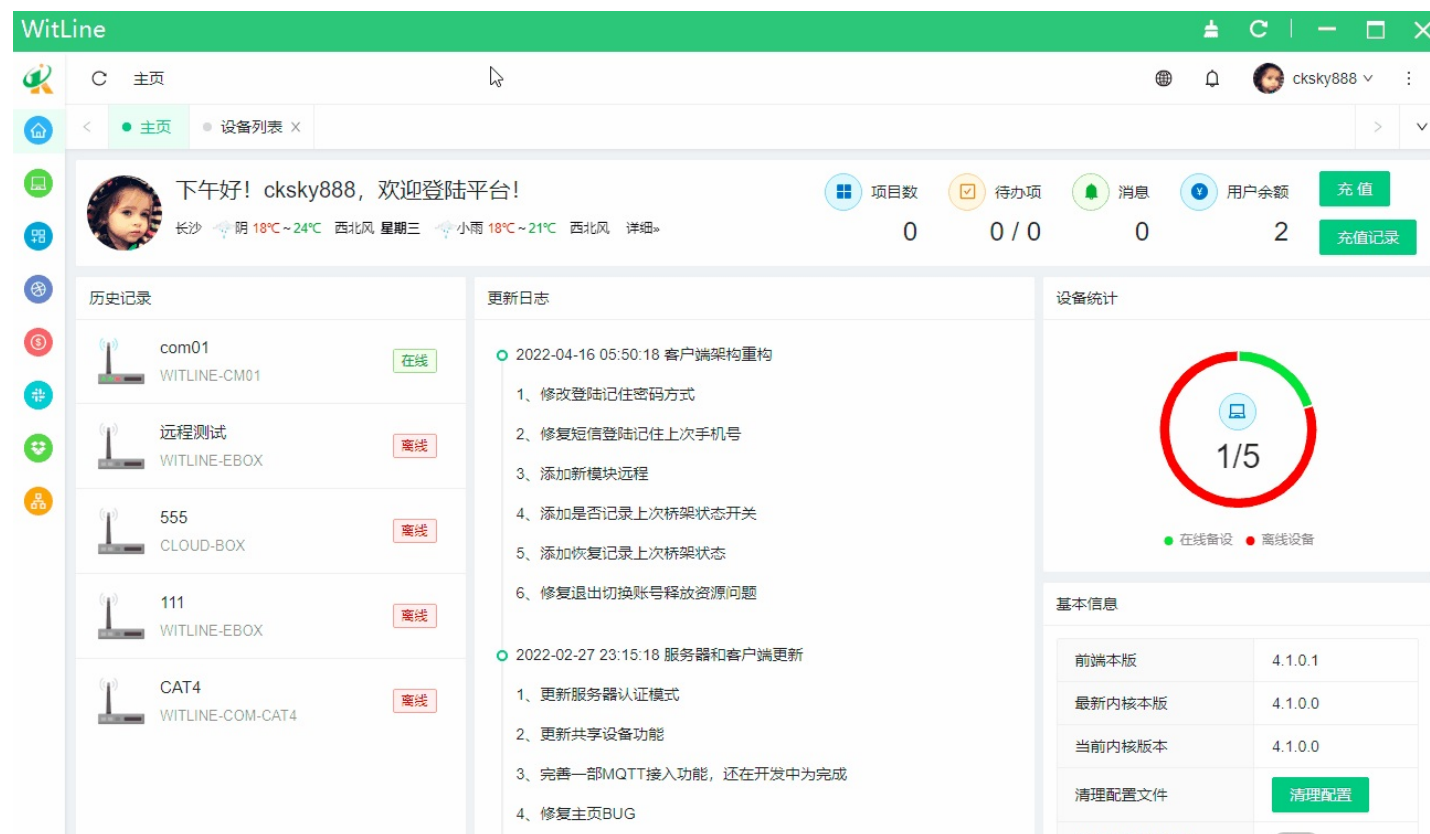 WitLine
主页
cksky888
主页
设备列表
下午好！cksky888，欢迎登陆平台！
长沙 阴 18℃~24℃ 西北风 星期三 小雨 18℃~21℃ 西北风 详细»
项目数
0
待办项
0 / 0
消息
0
用户余额
2
充值
充值记录
历史记录
com01
WITLINE-CM01
在线
远程测试
WITLINE-EBOX
离线
555
CLOUD-BOX
离线
111
WITLINE-EBOX
离线
CAT4
WITLINE-COM-CAT4
离线
更新日志
2022-04-16 05:50:18 客户端架构重构
1、修改登陆记住密码方式
2、修复短信登陆记住上次手机号
3、添加新模块远程
4、添加是否记录上次桥架状态开关
5、添加恢复记录上次桥架状态
6、修复退出切换账号释放资源问题
2022-02-27 23:15:18 服务器和客户端更新
1、更新服务器认证模式
2、更新共享设备功能
3、完善一部MQTT接入功能，还在开发中为完成
4、修复主页BUG
设备统计
1/5
在线备设 离线设备
基本信息
前端本版 4.1.0.1
最新内核本版 4.1.0.0
当前内核版本 4.1.0.0
清理配置文件 清理配置